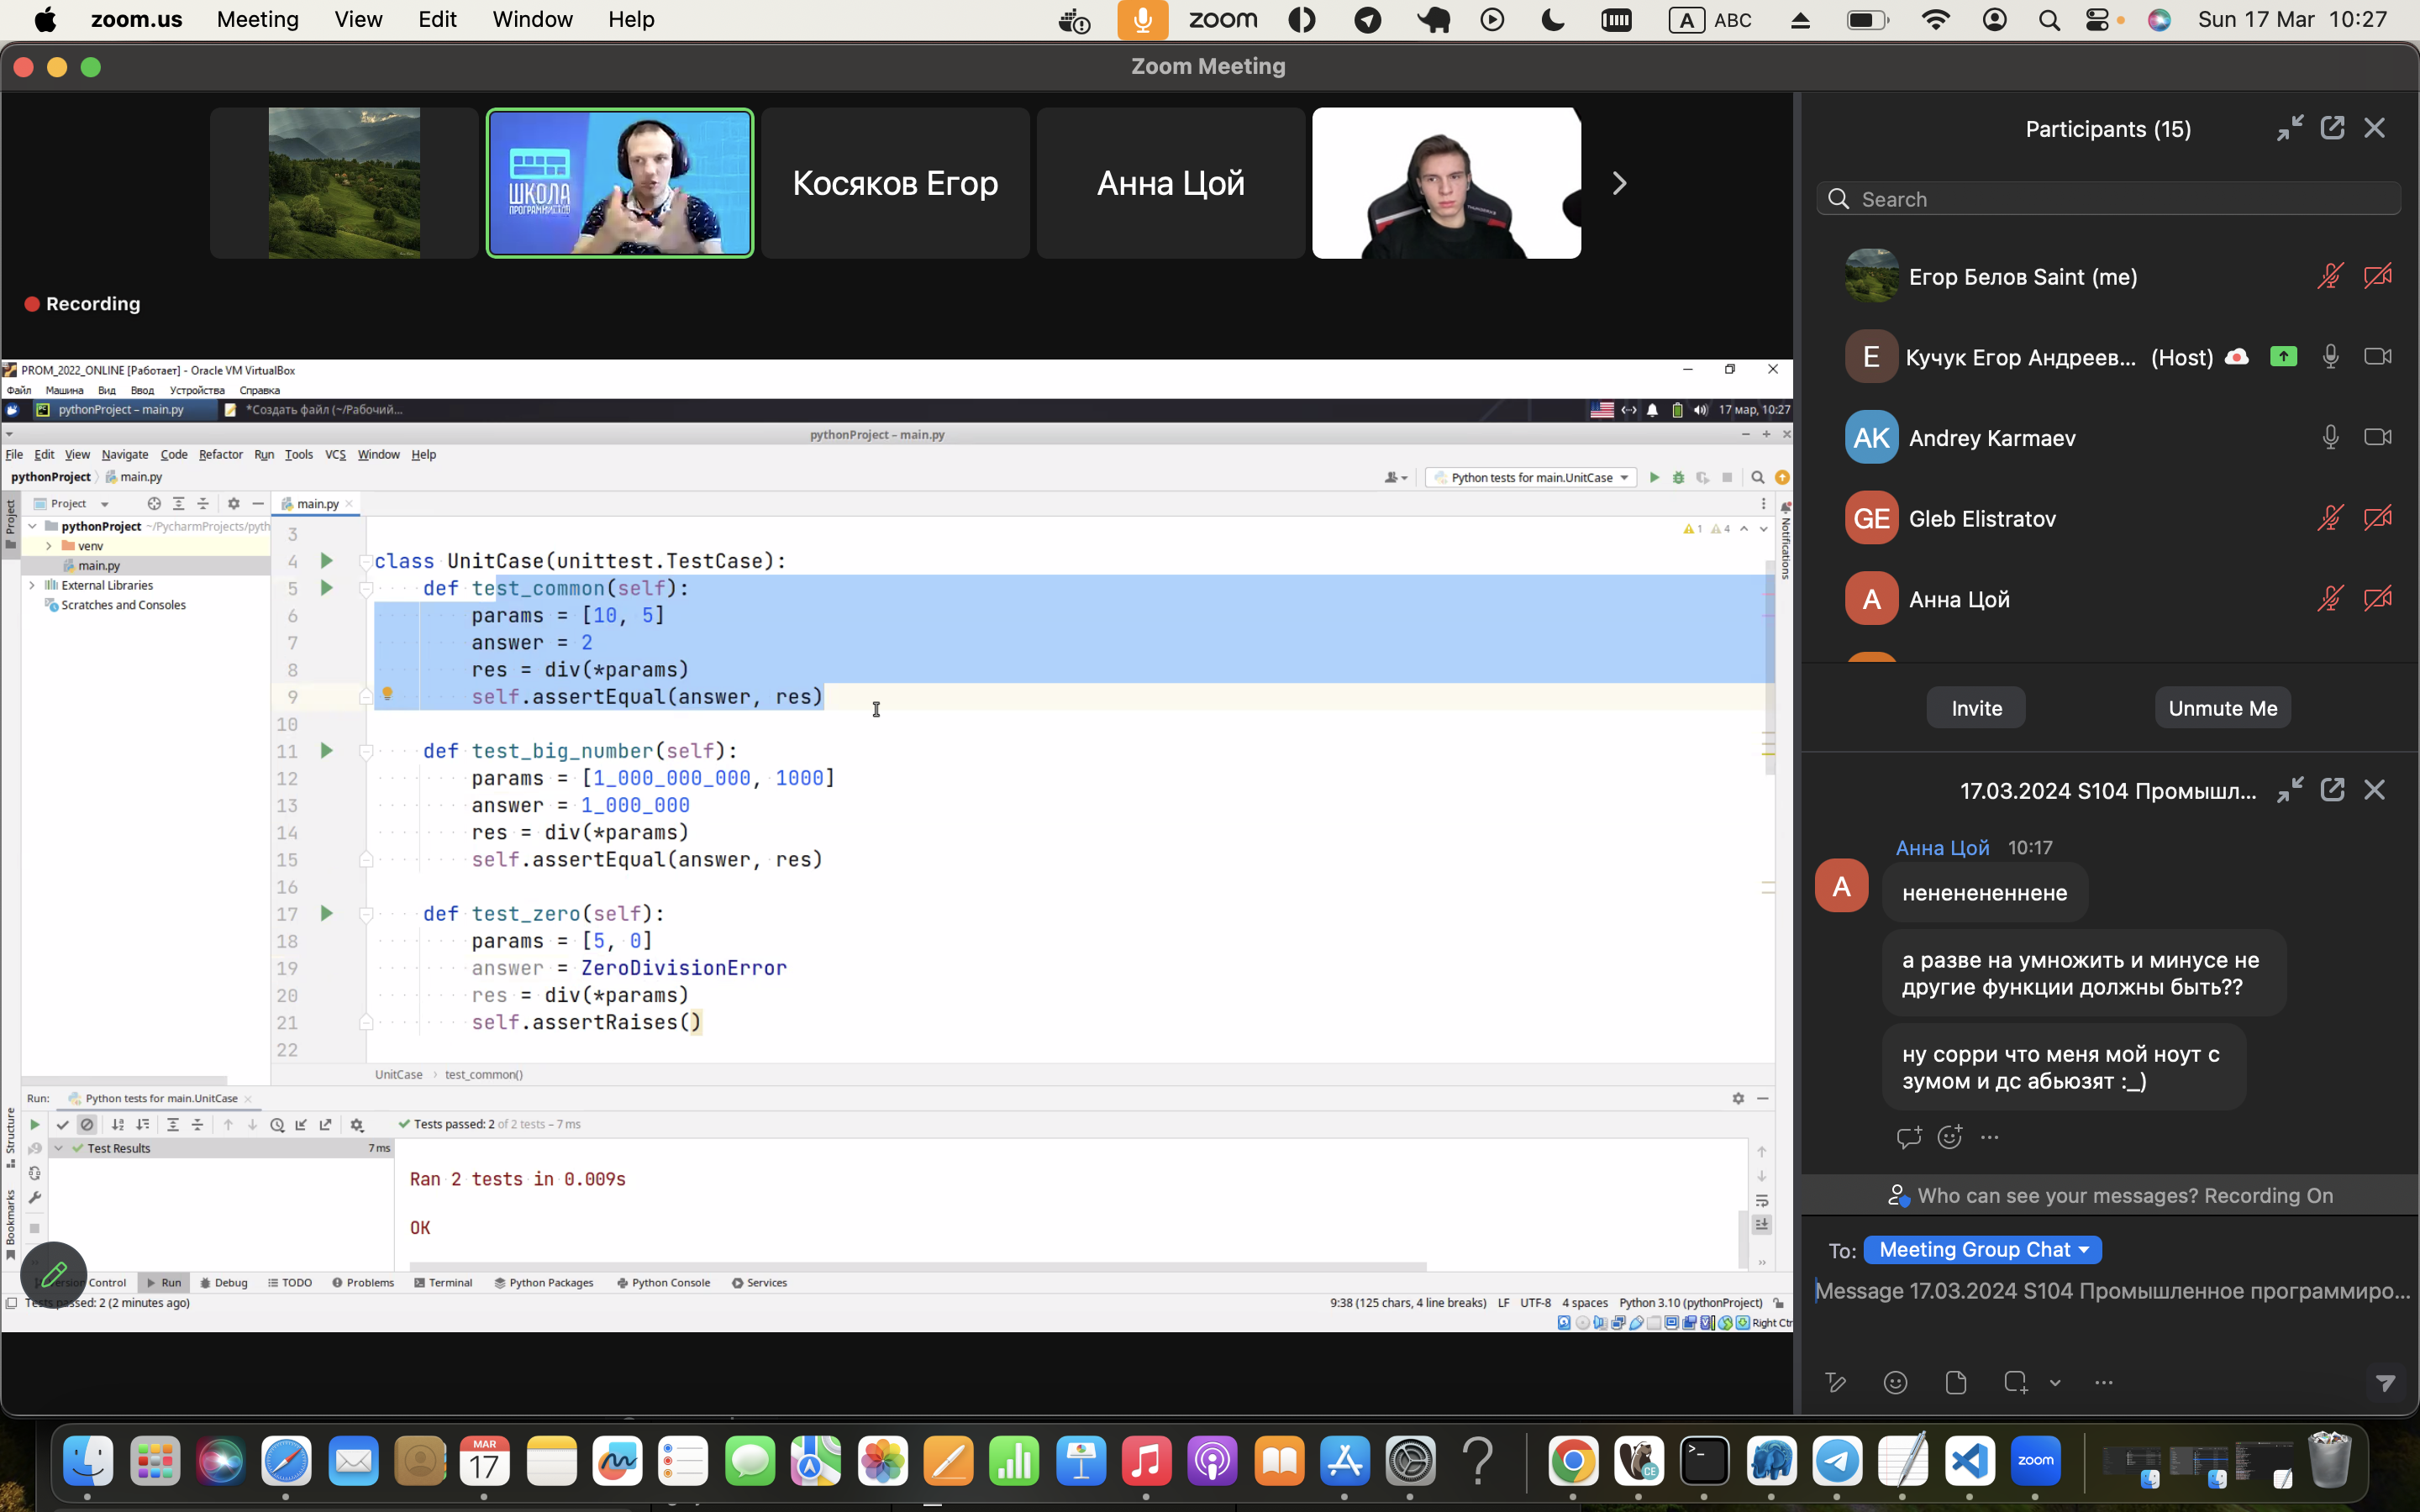 zoom.us Meeting View Edit Window Help
zoom A ABC Sun 17 Mar 10:27
Zoom Meeting
ШКОЛА
ПРОГРАММИСТОВ
Косяков Егор
Анна Цой
Recording
PROM_2022_ONLINE [Работает] - Oracle VM VirtualBox
Файл Машина Вид Ввод Устройства Справка
pythonProject – main.py *Создать файл (~/Рабочий... 17 мар, 10:27
pythonProject – main.py
File Edit View Navigate Code Refactor Run Tools VCS Window Help
pythonProject main.py Python tests for main.UnitCase
Project main.py
pythonProject ~/PycharmProjects/pyth
venv
main.py
External Libraries
Scratches and Consoles
Project
Structure
Bookmarks
Notifications
1 4
3
4 class UnitCase(unittest.TestCase):
5 def test_common(self):
6 params = [10, 5]
7 answer = 2
8 res = div(*params)
9 self.assertEqual(answer, res)
10
11 def test_big_number(self):
12 params = [1_000_000_000, 1000]
13 answer = 1_000_000
14 res = div(*params)
15 self.assertEqual(answer, res)
16
17 def test_zero(self):
18 params = [5, 0]
19 answer = ZeroDivisionError
20 res = div(*params)
21 self.assertRaises()
22
UnitCase › test_common()
Run: Python tests for main.UnitCase
Tests passed: 2 of 2 tests – 7 ms
Test Results 7 ms
Ran 2 tests in 0.009s
OK
Control Run Debug TODO Problems Terminal Python Packages Python Console Services
Tests passed: 2 (2 minutes ago) 9:38 (125 chars, 4 line breaks) LF UTF-8 4 spaces Python 3.10 (pythonProject)
Right Ctrl
Participants (15)
Search
Егор Белов Saint (me)
E Кучук Егор Андреев... (Host)
AK Andrey Karmaev
GE Gleb Elistratov
А Анна Цой
Invite Unmute Me
17.03.2024 S104 Промышл...
Анна Цой 10:17
А
нененененнене
а разве на умножить и минусе не
другие функции должны быть??
ну сорри что меня мой ноут с
зумом и дс абьюзят :_)
Who can see your messages? Recording On
To: Meeting Group Chat
Message 17.03.2024 S104 Промышленное программиро...
MAR
17
CE
zoom